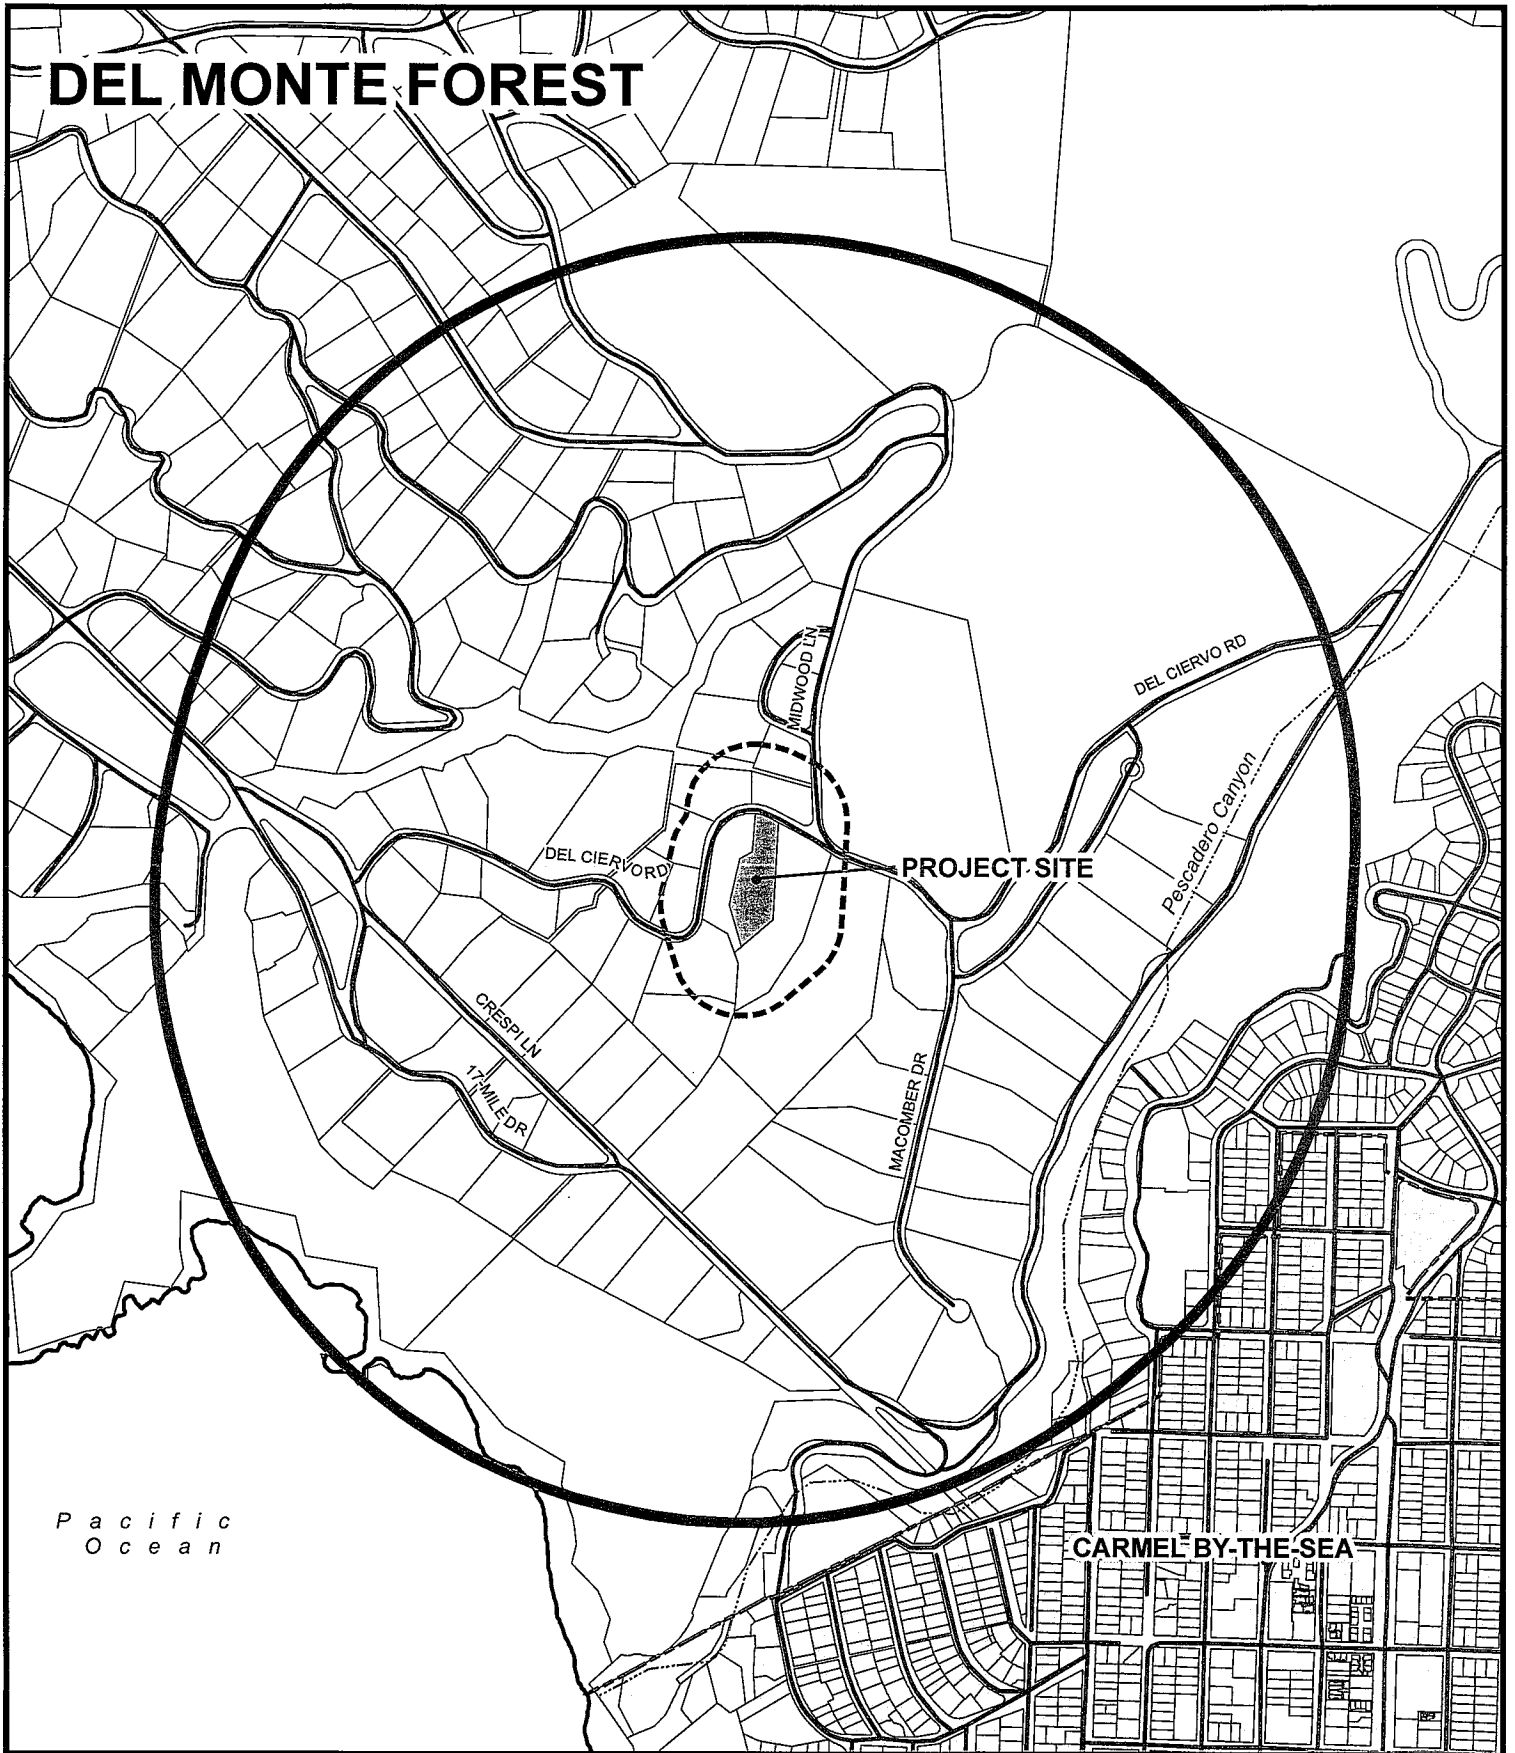 DEL MONTE FOREST
MIDWOOD LN
DEL CIERVO RD
Pescadero Canyon
DEL CIERVO RD
PROJECT SITE
CRESPI LN
17-MILE DR
MACOMBER DR
Pacific
Ocean
CARMEL BY-THE-SEA